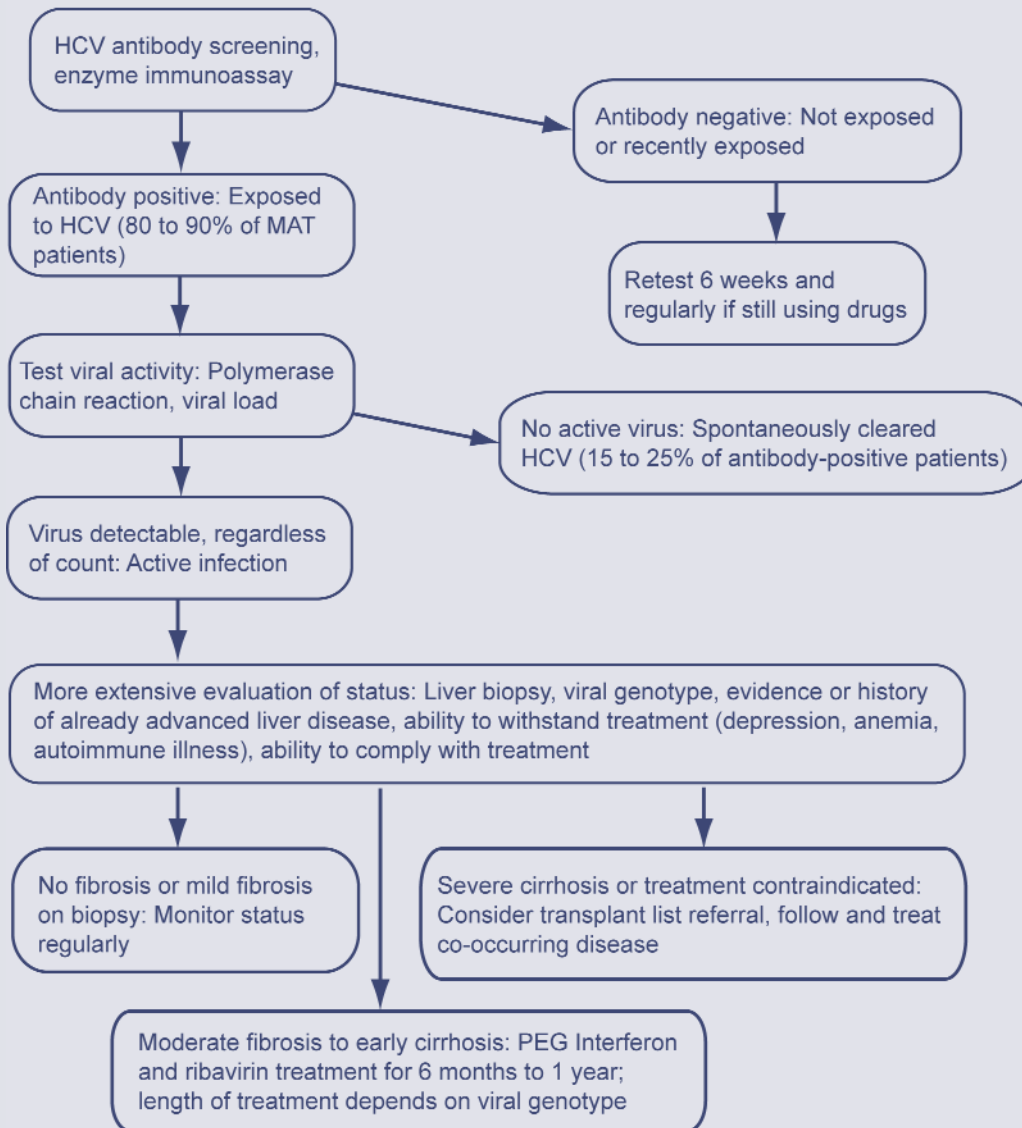 HCV antibody screening,
enzyme immunoassay
Antibody negative: Not exposed
or recently exposed
Antibody positive: Exposed
to HCV (80 to 90% of MAT
patients)
Retest 6 weeks and
regularly if still using drugs
Test viral activity: Polymerase
chain reaction, viral load
No active virus: Spontaneously cleared
HCV (15 to 25% of antibody-positive patients)
Virus detectable, regardless
of count: Active infection
More extensive evaluation of status: Liver biopsy, viral genotype, evidence or history
of already advanced liver disease, ability to withstand treatment (depression, anemia,
autoimmune illness), ability to comply with treatment
No fibrosis or mild fibrosis
on biopsy: Monitor status
regularly
Severe cirrhosis or treatment contraindicated:
Consider transplant list referral, follow and treat
co-occurring disease
Moderate fibrosis to early cirrhosis: PEG Interferon
and ribavirin treatment for 6 months to 1 year;
length of treatment depends on viral genotype